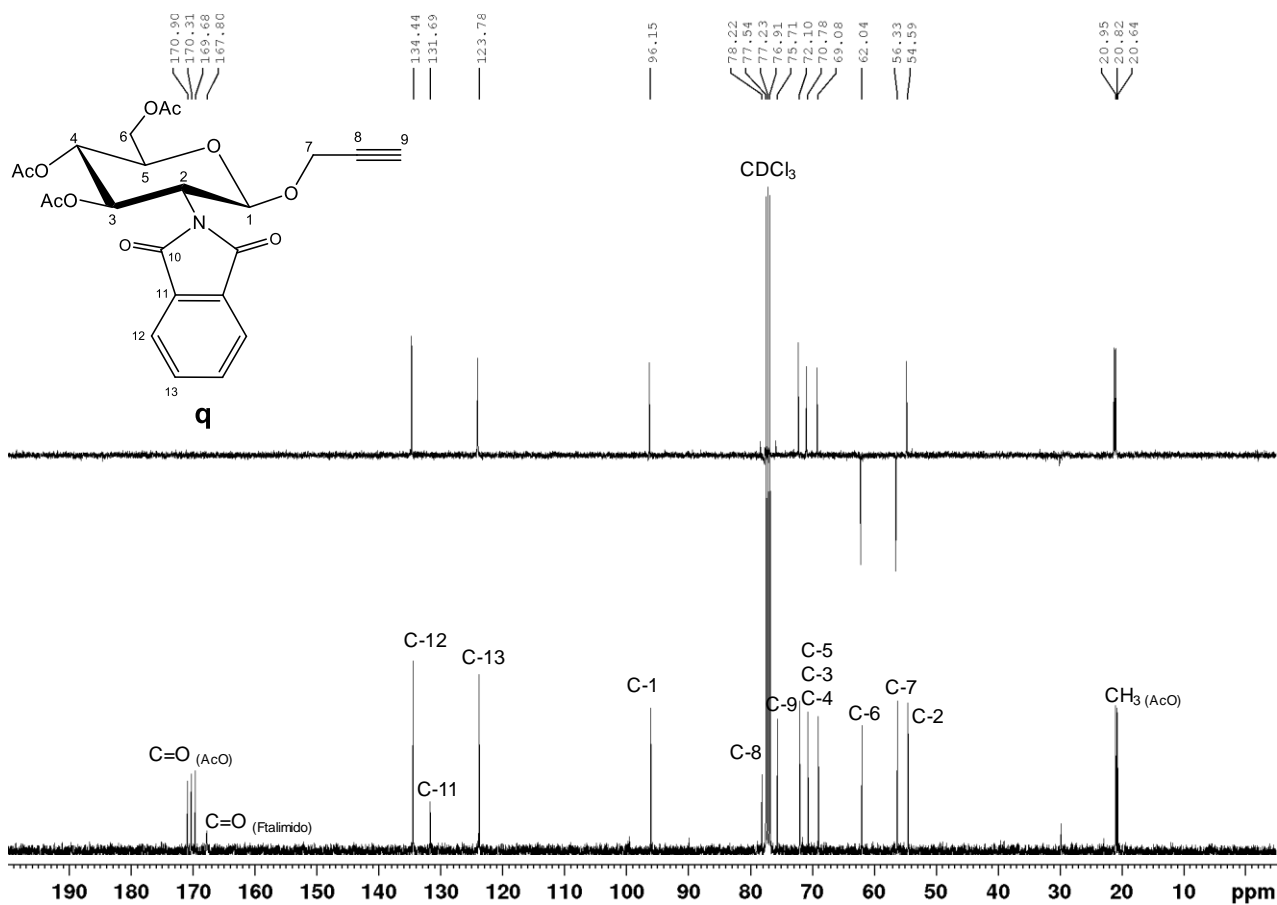 170.90
170.31
169.68
167.80
134.44
131.69
123.78
96.15
78.22
77.54
77.23
76.91
75.71
72.10
70.78
69.08
62.04
56.33
54.59
20.95
20.82
20.64
OAc
6
4
O
7
8
9
AcO
5
2
O
AcO
3
1
N
O
O
10
11
12
13
q
CDCl3
C-12
C-13
C-1
C-5
C-3
C-4
C-9
C-8
C-6
C-7
C-2
CH3 (AcO)
C=O (AcO)
C-11
C=O (Ftalimido)
190 180 170 160 150 140 130 120 110 100 90 80 70 60 50 40 30 20 10 ppm